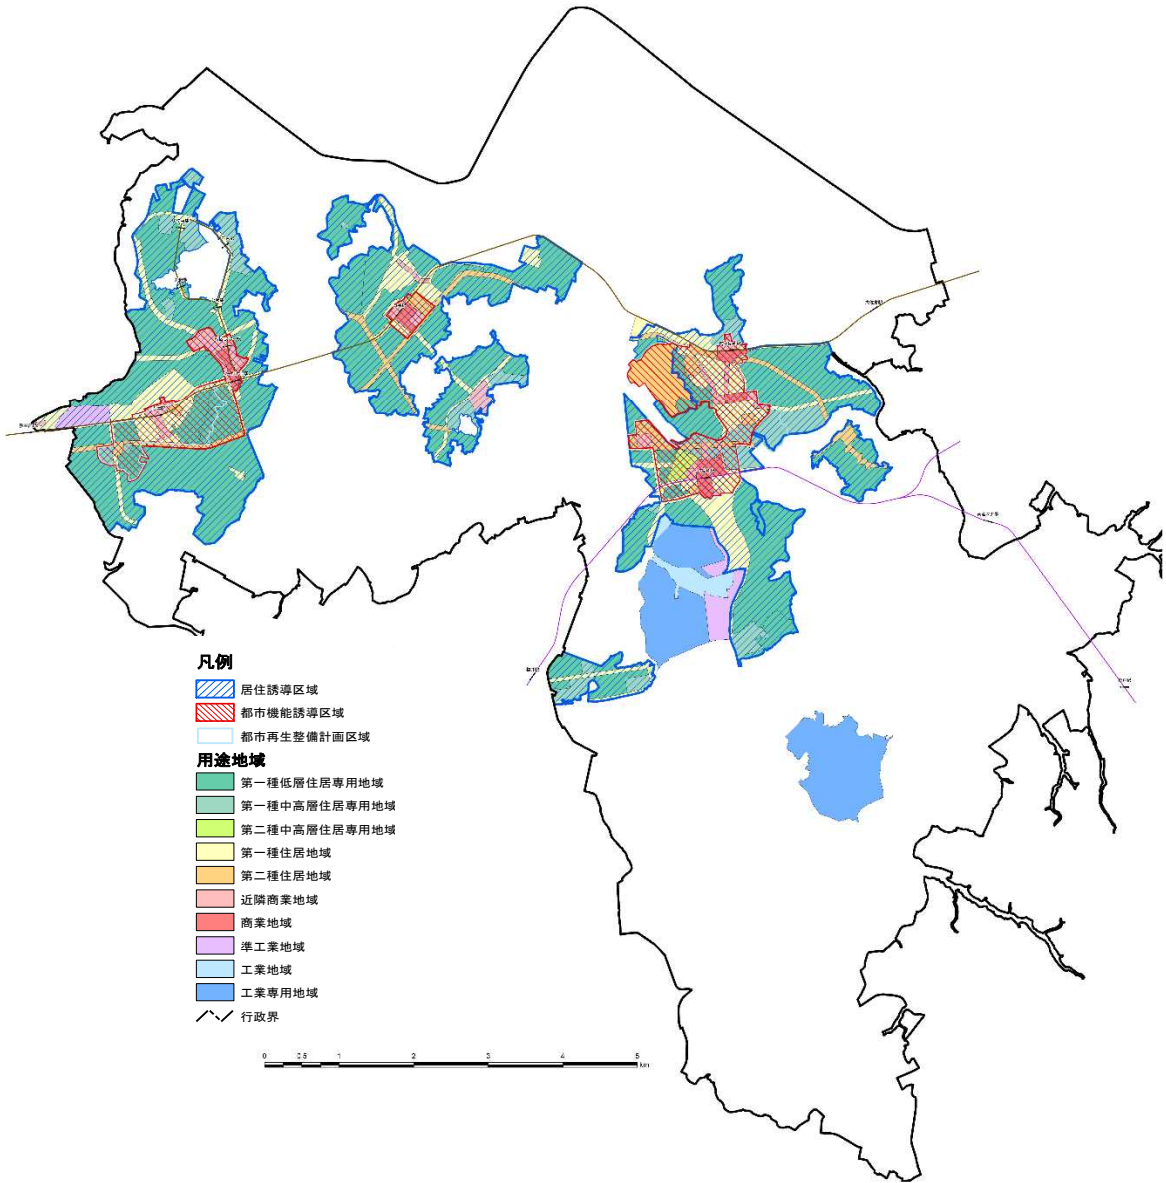 凡例
居住誘導区域
都市機能誘導区域
都市再生整備計画区域
用途地域
第一種低層住居専用地域
第一種中高層住居専用地域
第二種中高層住居専用地域
第一種住居地域
第二種住居地域
近隣商業地域
商業地域
準工業地域
工業地域
工業専用地域
行政界
0 0.5 1 2 3 4 5
km